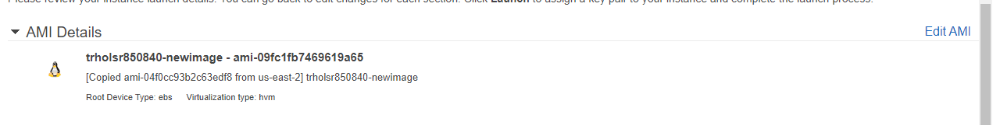 Please review your instance launch details. You can go back to edit changes for each section. Click Launch to assign a key pair to your instance and complete the launch process.
AMI Details
Edit AMI
trholsr850840-newimage - ami-09fc1fb7469619a65
[Copied ami-04f0cc93b2c63edf8 from us-east-2] trholsr850840-newimage
Root Device Type: ebs Virtualization type: hvm